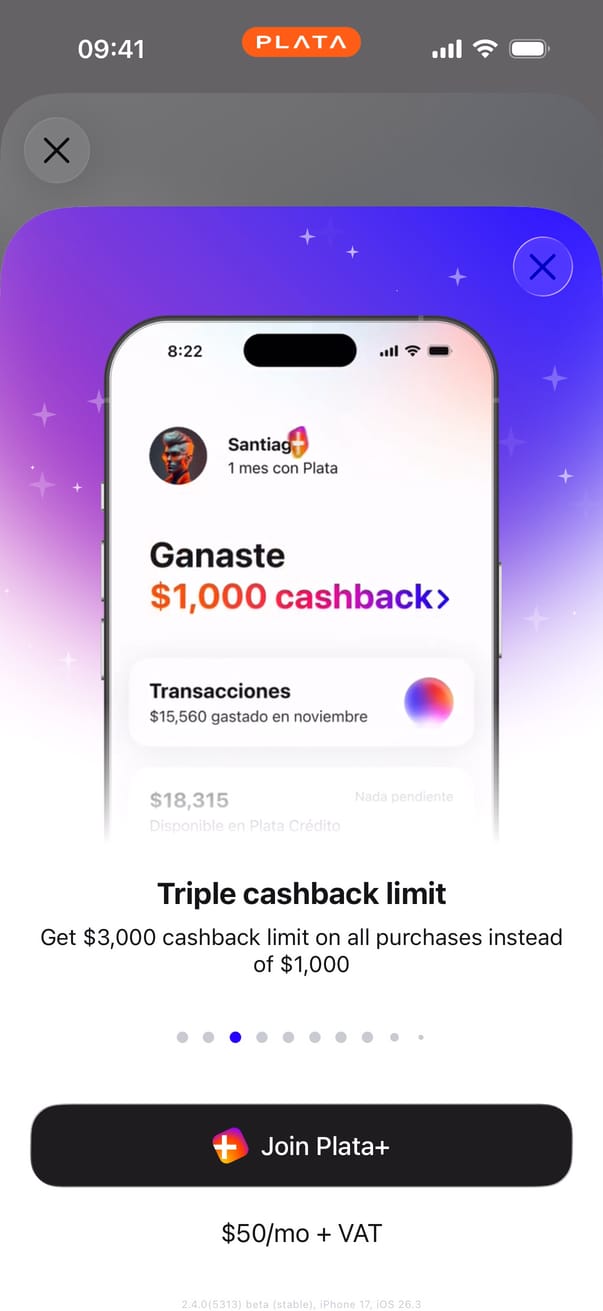 09:41
PLATA
8:22
Santiag
1 mes con Plata
Ganaste
$1,000 cashback>
Transacciones
$15,560 gastado en noviembre
$18,315
Nada pendiente
Disponible en Plata Crédito
Triple cashback limit
Get $3,000 cashback limit on all purchases instead
of $1,000
Join Plata+
$50/mo + VAT
2.4.0(5313) beta (stable), iPhone 17, iOS 26.3